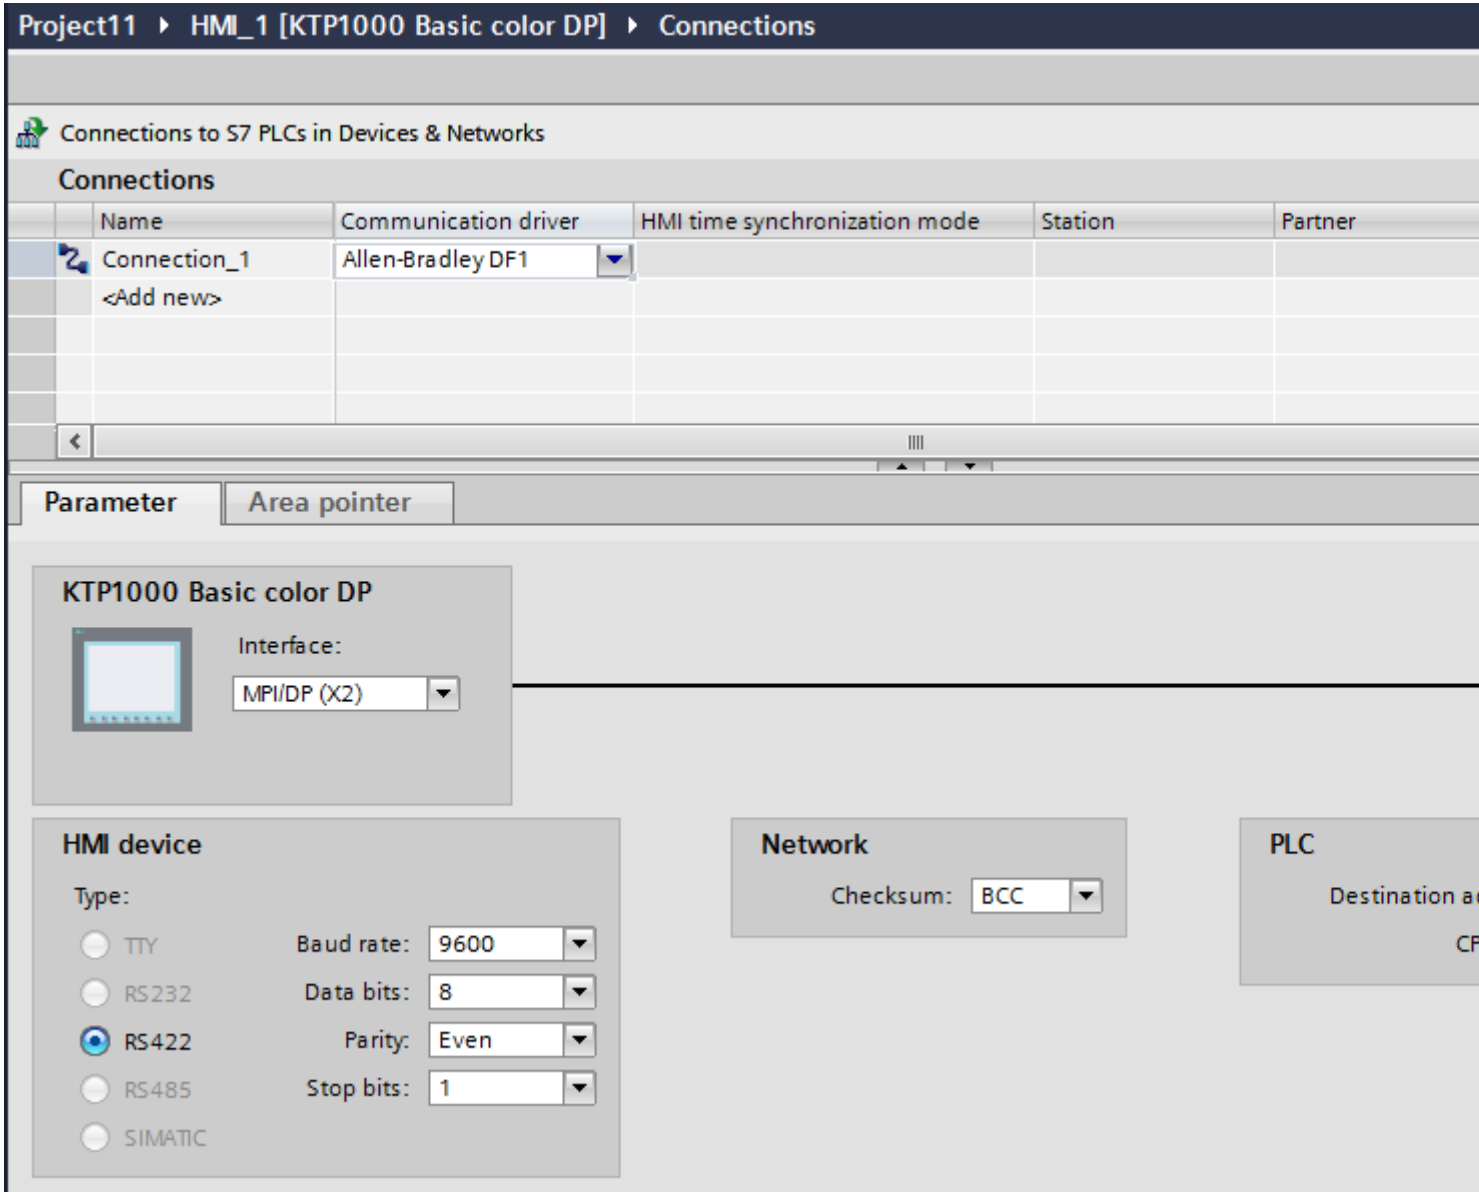 Project11 ▸ HMI_1 [KTP1000 Basic color DP] ▸ Connections
Connections to S7 PLCs in Devices & Networks
Connections
Name Communication driver HMI time synchronization mode Station Partner
Connection_1 Allen-Bradley DF1
<Add new>
Parameter Area pointer
KTP1000 Basic color DP
Interface:
MPI/DP (X2)
HMI device
Type:
TTY
RS232
RS422
RS485
SIMATIC
Baud rate: 9600
Data bits: 8
Parity: Even
Stop bits: 1
Network
Checksum: BCC
PLC
Destination